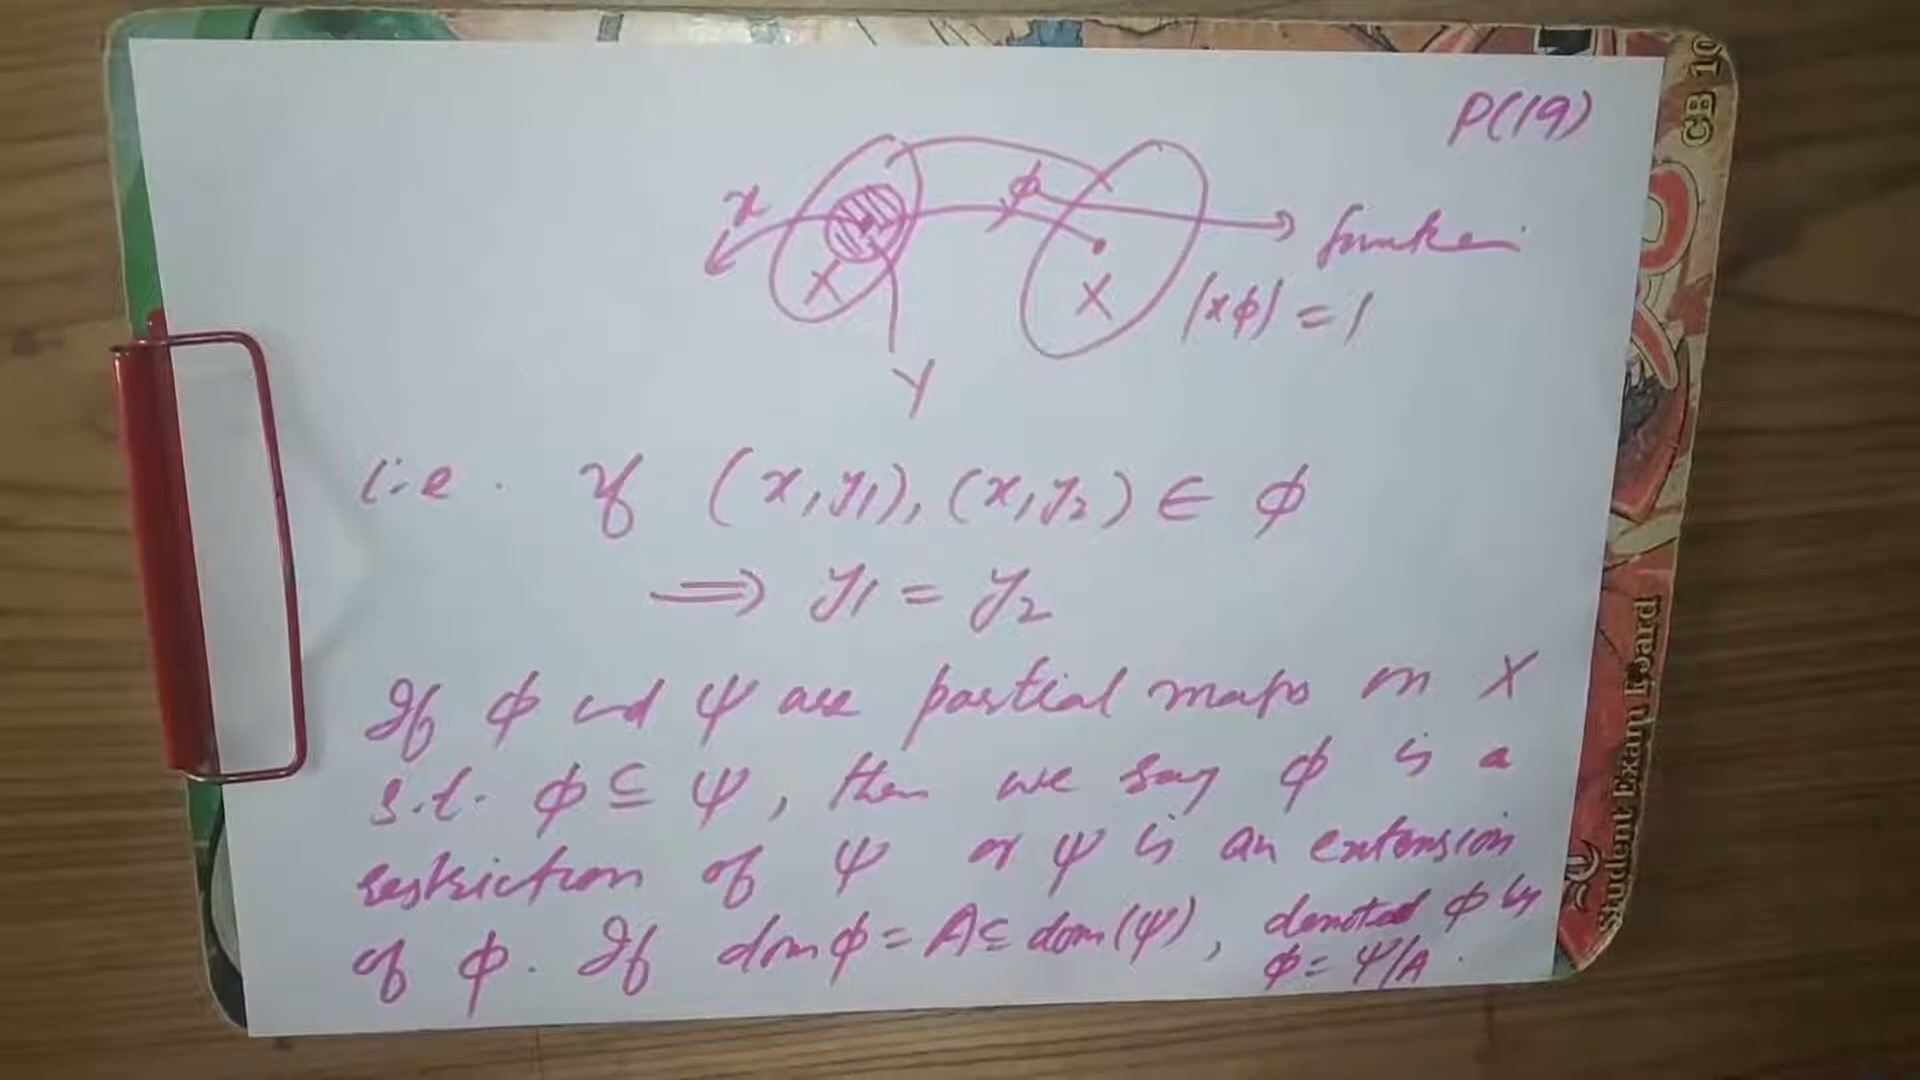 P(19)
x
ϕ
function
X
X
|xϕ| = 1
Y
i.e. if (x, y1), (x, y2) ∈ ϕ
⟹ y1 = y2
If ϕ and ψ are partial maps on X
s.t. ϕ ⊆ ψ, then we say ϕ is a
restriction of ψ or ψ is an extension
of ϕ. If dom ϕ = A ⊆ dom(ψ), denoted ϕ by
ϕ = ψ|A.
CB 10
Student Exam Board